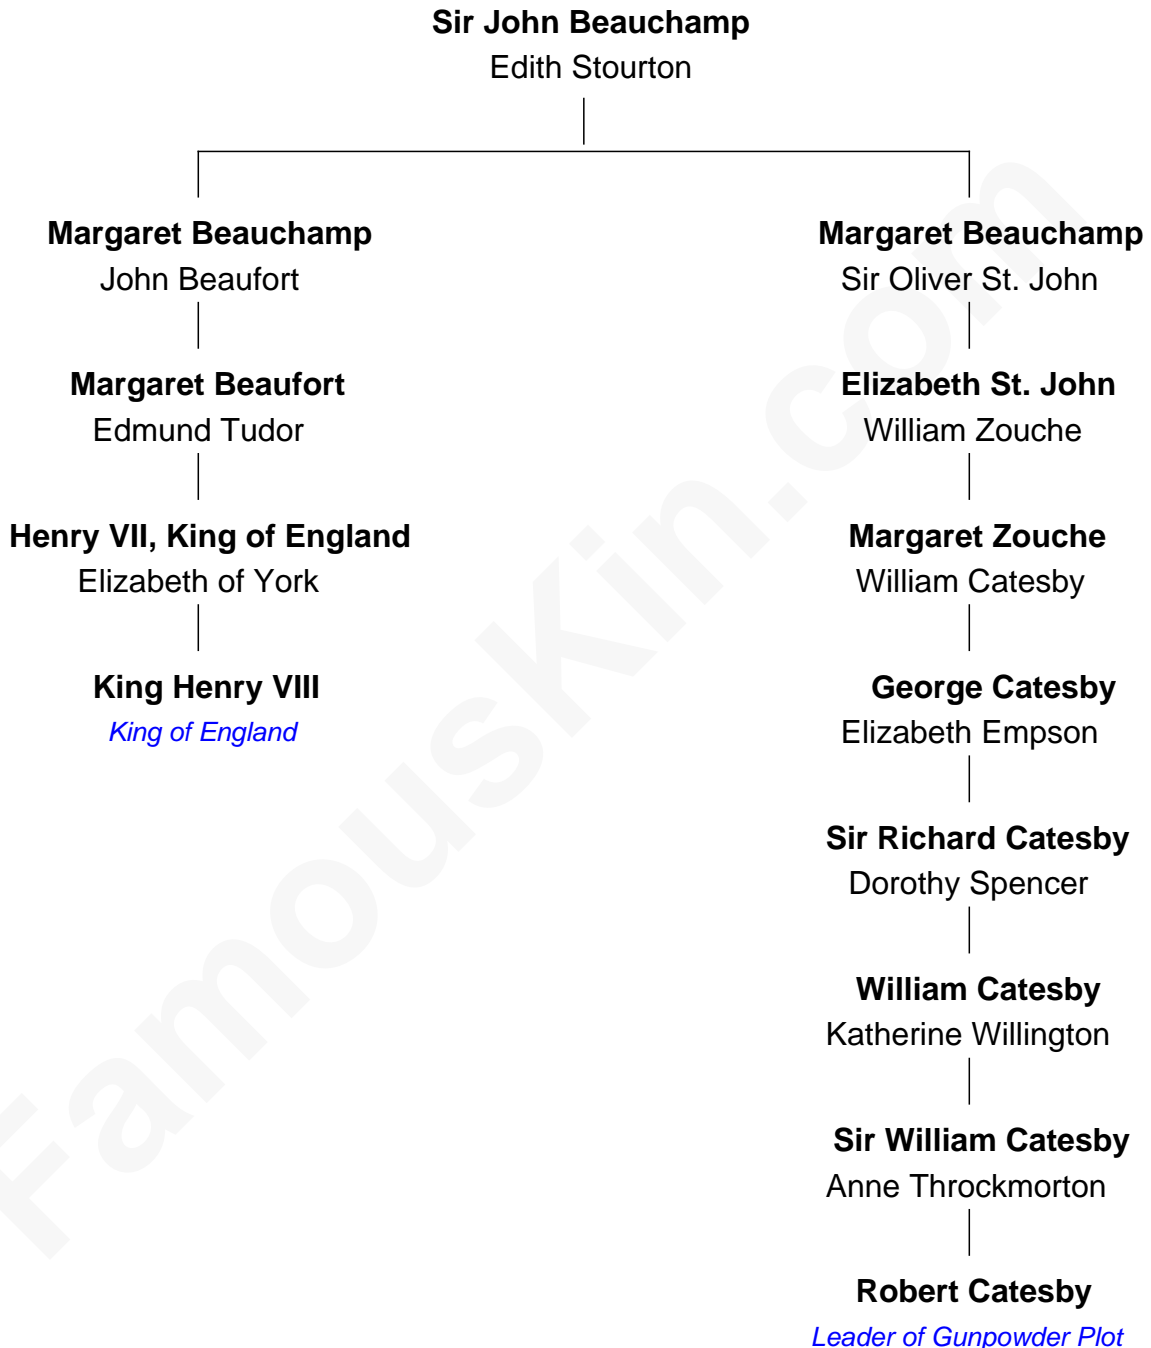 Sir John Beauchamp
Edith Stourton
Margaret Beauchamp
John Beaufort
Margaret Beaufort
Edmund Tudor
Henry VII, King of England
Elizabeth of York
King Henry VIII
King of England
Margaret Beauchamp
Sir Oliver St. John
Elizabeth St. John
William Zouche
Margaret Zouche
William Catesby
George Catesby
Elizabeth Empson
Sir Richard Catesby
Dorothy Spencer
William Catesby
Katherine Willington
Sir William Catesby
Anne Throckmorton
Robert Catesby
Leader of Gunpowder Plot
FamousKin.com